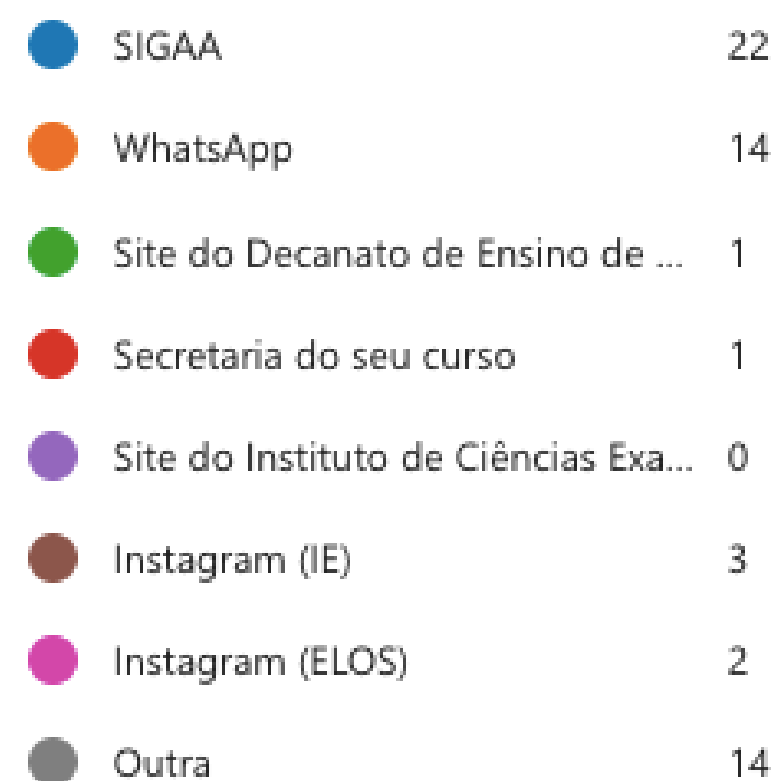 SIGAA 22
WhatsApp 14
Site do Decanato de Ensino de ... 1
Secretaria do seu curso 1
Site do Instituto de Ciências Exa... 0
Instagram (IE) 3
Instagram (ELOS) 2
Outra 14